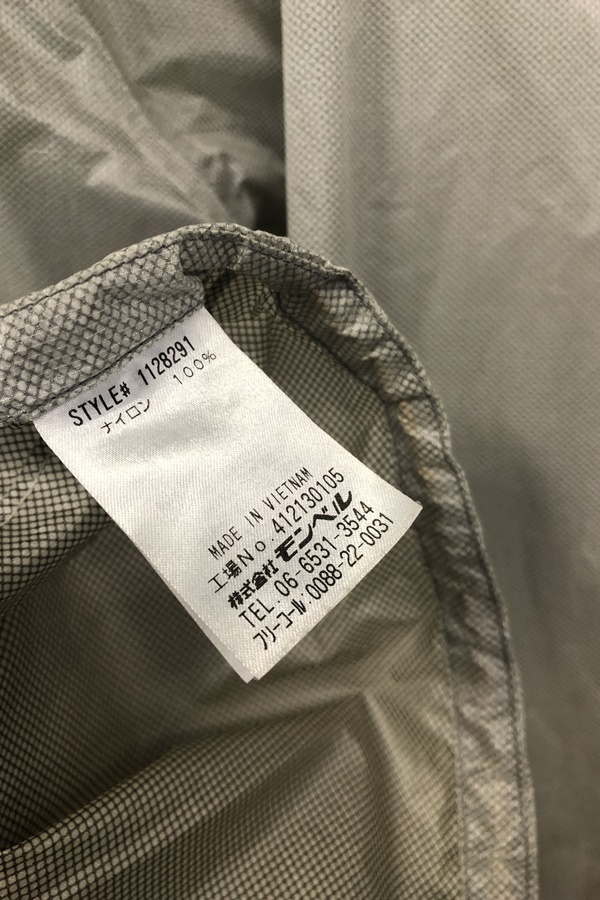 STYLE# 1128291
ナイロン 100%
MADE IN VIETNAM
工場No.412130105
株式会社モンベル
TEL 06-6531-3544
フリーコール:0088-22-0031